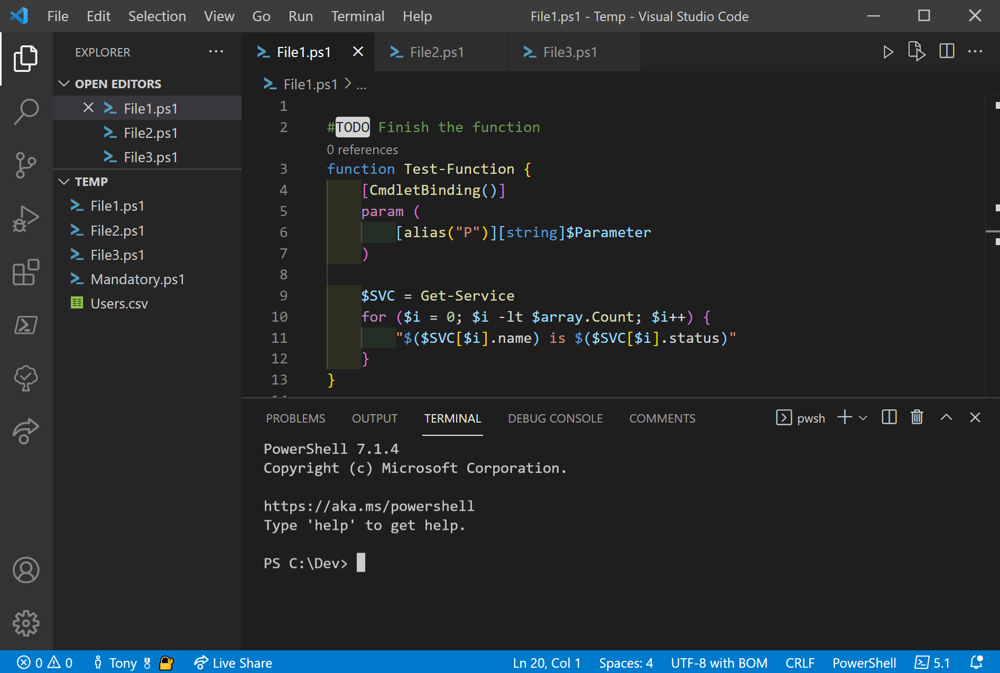 File Edit Selection View Go Run Terminal Help File1.ps1 - Temp - Visual Studio Code
EXPLORER
OPEN EDITORS
File1.ps1
File2.ps1
File3.ps1
TEMP
File1.ps1
File2.ps1
File3.ps1
Mandatory.ps1
Users.csv
File1.ps1 File2.ps1 File3.ps1
File1.ps1 > ...
1
2 #TODO Finish the function
0 references
3 function Test-Function {
4 [CmdletBinding()]
5 param (
6 [alias("P")][string]$Parameter
7 )
8
9 $SVC = Get-Service
10 for ($i = 0; $i -lt $array.Count; $i++) {
11 "$($SVC[$i].name) is $($SVC[$i].status)"
12 }
13 }
PROBLEMS OUTPUT TERMINAL DEBUG CONSOLE COMMENTS pwsh
PowerShell 7.1.4
Copyright (c) Microsoft Corporation.
https://aka.ms/powershell
Type 'help' to get help.
PS C:\Dev>
0 0 Tony Live Share Ln 20, Col 1 Spaces: 4 UTF-8 with BOM CRLF PowerShell 5.1